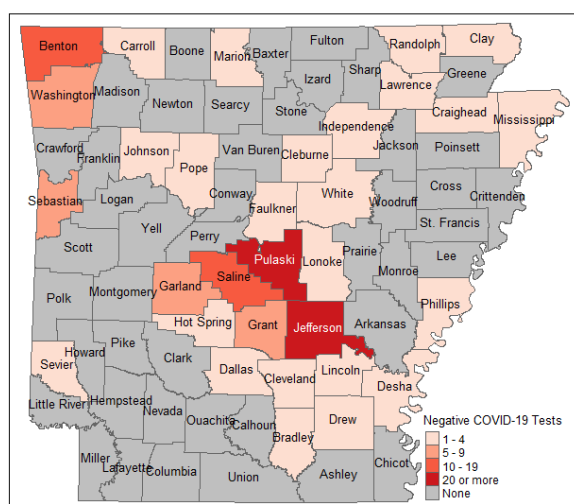 Benton
Carroll
Boone
Marion
Baxter
Fulton
Randolph
Clay
Sharp
Izard
Greene
Lawrence
Washington
Madison
Newton
Searcy
Stone
Independence
Craighead
Mississippi
Jackson
Poinsett
Crawford
Franklin
Johnson
Pope
Van Buren
Cleburne
White
Cross
Crittenden
Woodruff
Sebastian
Logan
Conway
Faulkner
St. Francis
Yell
Perry
Scott
Pulaski
Lonoke
Prairie
Monroe
Lee
Saline
Garland
Polk
Montgomery
Phillips
Hot Spring
Grant
Jefferson
Arkansas
Pike
Howard
Clark
Sevier
Dallas
Cleveland
Lincoln
Desha
Little River
Hempstead
Nevada
Ouachita
Calhoun
Bradley
Drew
Miller
Lafayette
Columbia
Union
Ashley
Chicot
Negative COVID-19 Tests
1 - 4
5 - 9
10 - 19
20 or more
None